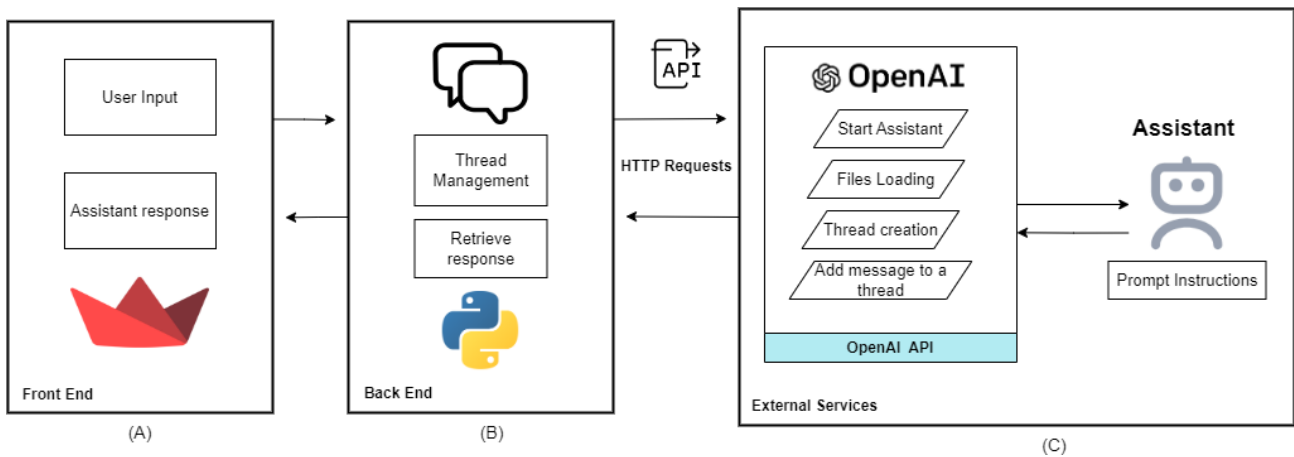 User Input
Assistant response
Front End
(A)
Thread
Management
Retrieve
response
Back End
(B)
API
HTTP Requests
OpenAI
Start Assistant
Files Loading
Thread creation
Add message to a
thread
OpenAI API
Assistant
Prompt Instructions
External Services
(C)